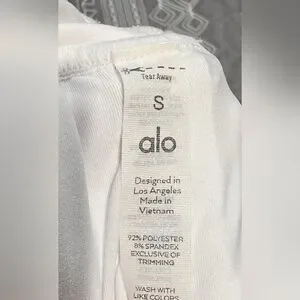 Tear Away
S
alo
Designed in
Los Angeles
Made in
Vietnam
92% POLYESTER
8% SPANDEX
EXCLUSIVE OF
TRIMMING
WASH WITH
LIKE COLORS